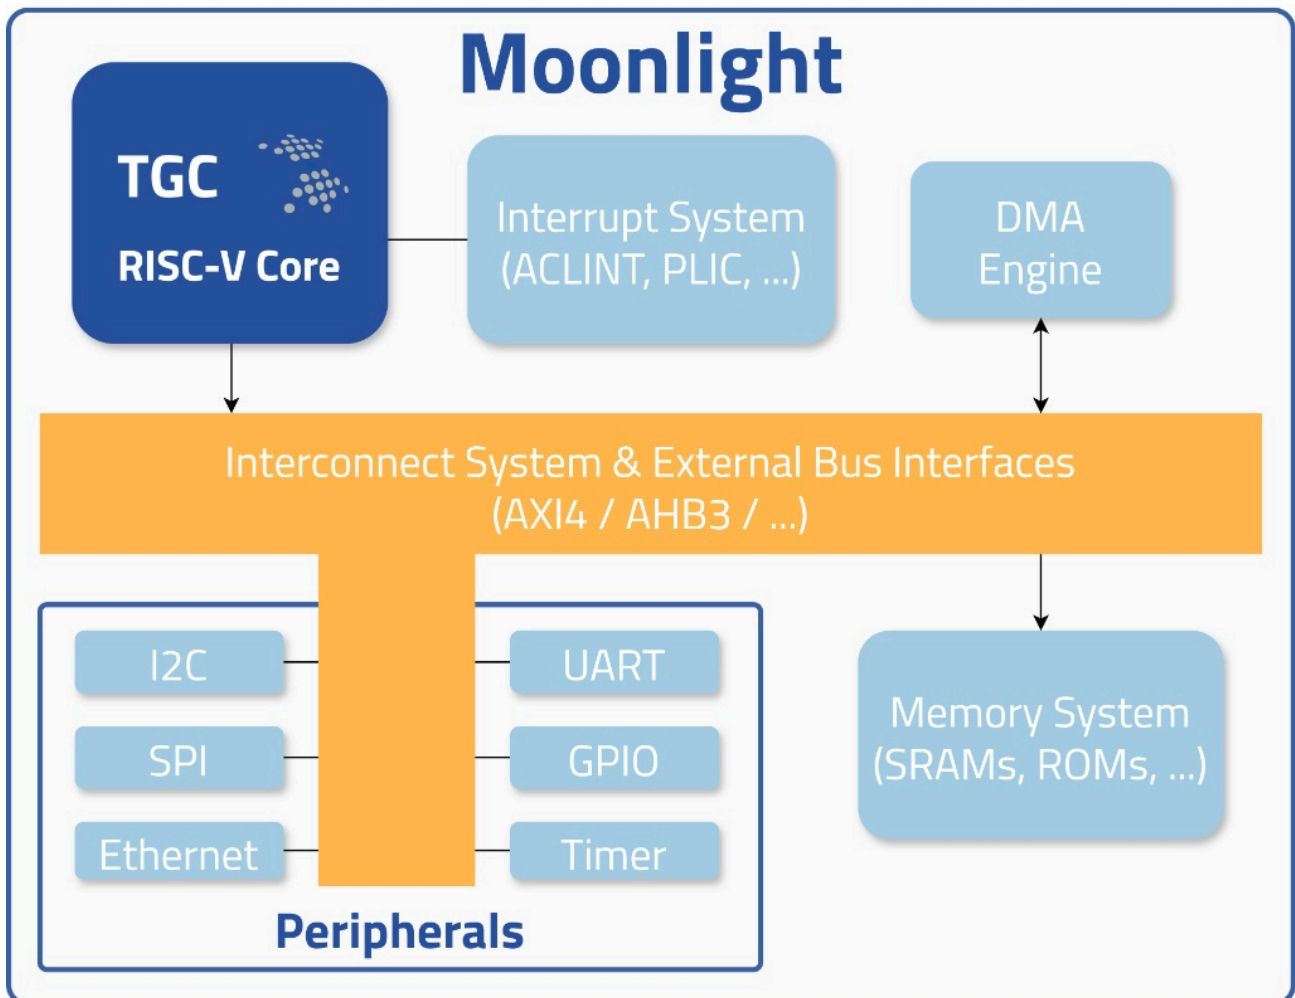 Moonlight
TGC
RISC-V Core
Interrupt System
(ACLINT, PLIC, ...)
DMA
Engine
Interconnect System & External Bus Interfaces
(AXI4 / AHB3 / ...)
I2C
UART
SPI
GPIO
Ethernet
Timer
Peripherals
Memory System
(SRAMs, ROMs, ...)